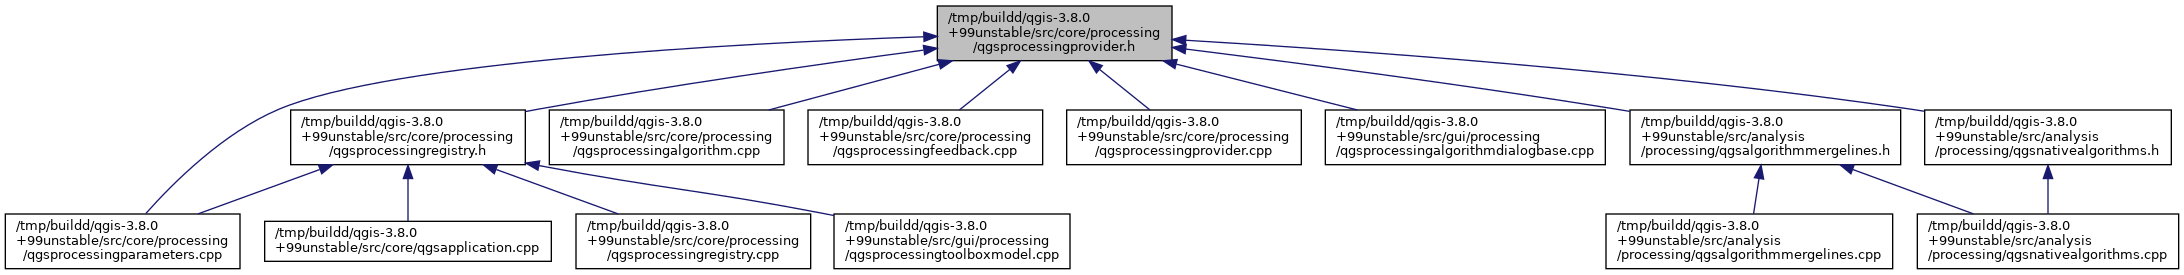 /tmp/buildd/qgis-3.8.0
+99unstable/src/core/processing
/qgsprocessingprovider.h
/tmp/buildd/qgis-3.8.0
+99unstable/src/core/processing
/qgsprocessingregistry.h
/tmp/buildd/qgis-3.8.0
+99unstable/src/core/processing
/qgsprocessingalgorithm.cpp
/tmp/buildd/qgis-3.8.0
+99unstable/src/core/processing
/qgsprocessingfeedback.cpp
/tmp/buildd/qgis-3.8.0
+99unstable/src/core/processing
/qgsprocessingprovider.cpp
/tmp/buildd/qgis-3.8.0
+99unstable/src/gui/processing
/qgsprocessingalgorithmdialogbase.cpp
/tmp/buildd/qgis-3.8.0
+99unstable/src/analysis
/processing/qgsalgorithmmergelines.h
/tmp/buildd/qgis-3.8.0
+99unstable/src/analysis
/processing/qgsnativealgorithms.h
/tmp/buildd/qgis-3.8.0
+99unstable/src/core/processing
/qgsprocessingparameters.cpp
/tmp/buildd/qgis-3.8.0
+99unstable/src/core/qgsapplication.cpp
/tmp/buildd/qgis-3.8.0
+99unstable/src/core/processing
/qgsprocessingregistry.cpp
/tmp/buildd/qgis-3.8.0
+99unstable/src/gui/processing
/qgsprocessingtoolboxmodel.cpp
/tmp/buildd/qgis-3.8.0
+99unstable/src/analysis
/processing/qgsalgorithmmergelines.cpp
/tmp/buildd/qgis-3.8.0
+99unstable/src/analysis
/processing/qgsnativealgorithms.cpp